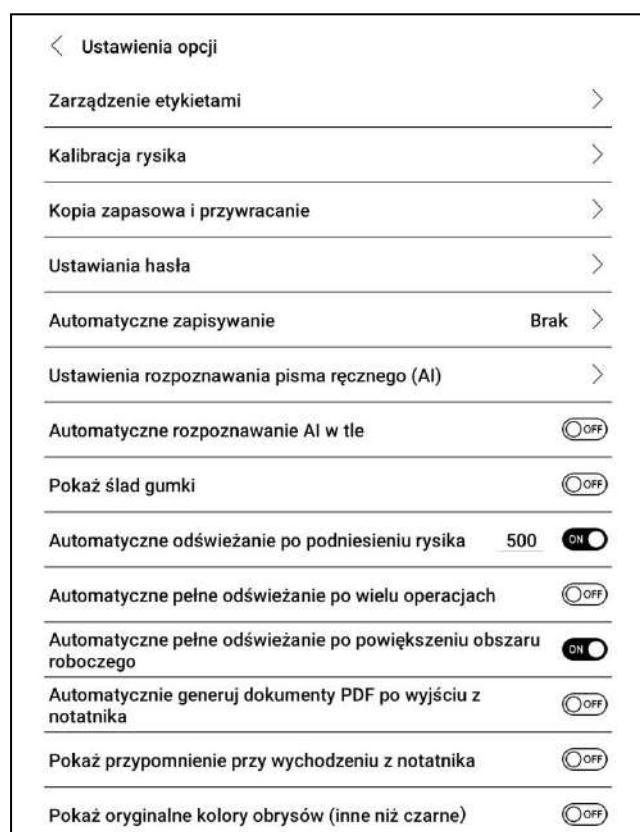 Ustawienia opcji
Zarządzenie etykietami
Kalibracja rysika
Kopia zapasowa i przywracanie
Ustawiania hasła
Automatyczne zapisywanie Brak
Ustawienia rozpoznawania pisma ręcznego (AI)
Automatyczne rozpoznawanie AI w tle OFF
Pokaż ślad gumki OFF
Automatyczne odświeżanie po podniesieniu rysika 500 ON
Automatyczne pełne odświeżanie po wielu operacjach OFF
Automatyczne pełne odświeżanie po powiększeniu obszaru
roboczego ON
Automatycznie generuj dokumenty PDF po wyjściu z
notatnika OFF
Pokaż przypomnienie przy wychodzeniu z notatnika OFF
Pokaż oryginalne kolory obrysów (inne niż czarne) OFF